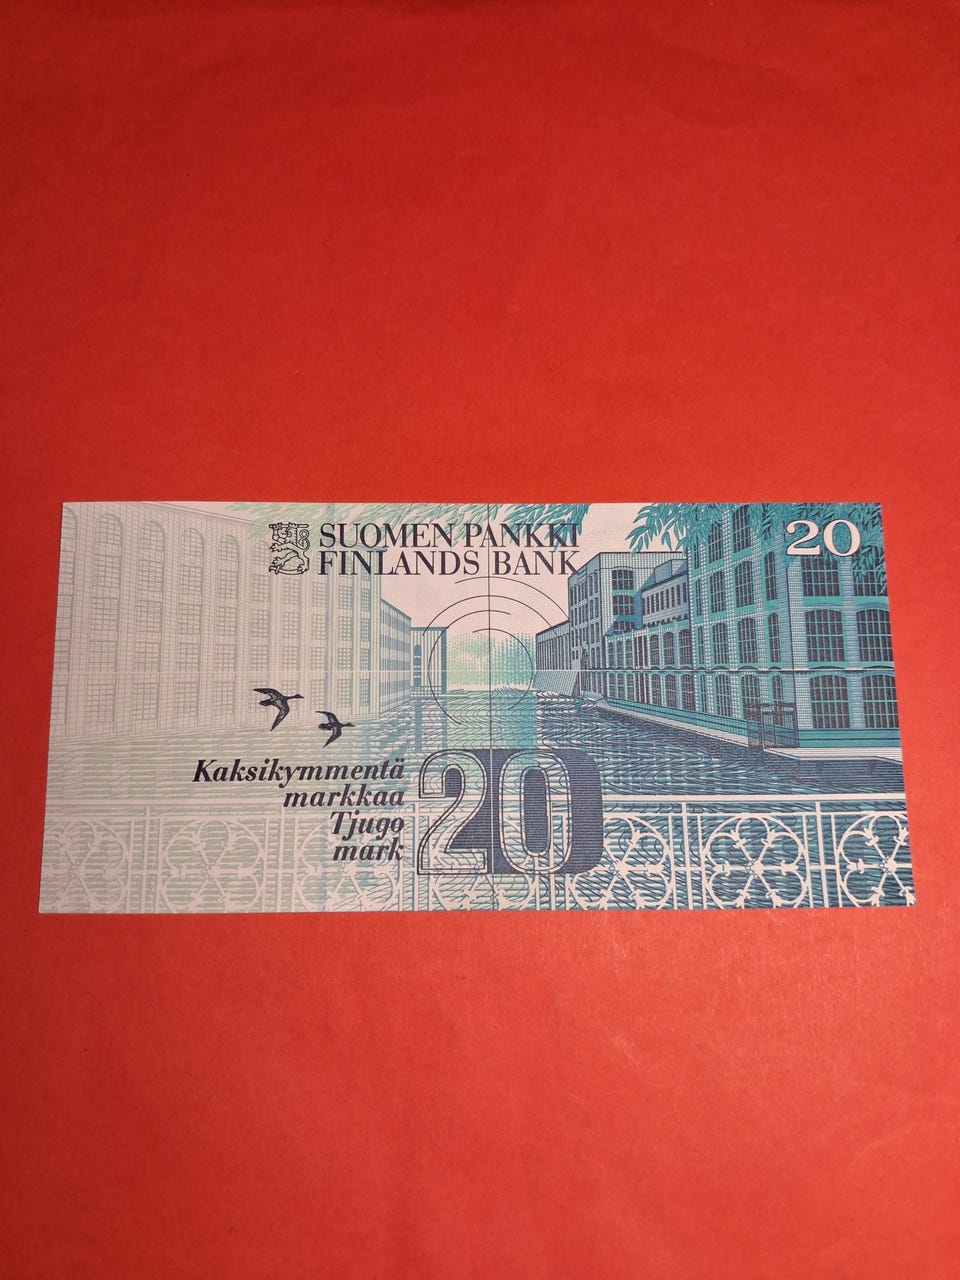 SUOMEN PANKKI
FINLANDS BANK
20
Kaksikymmentä
markkaa
Tjugo
mark
20